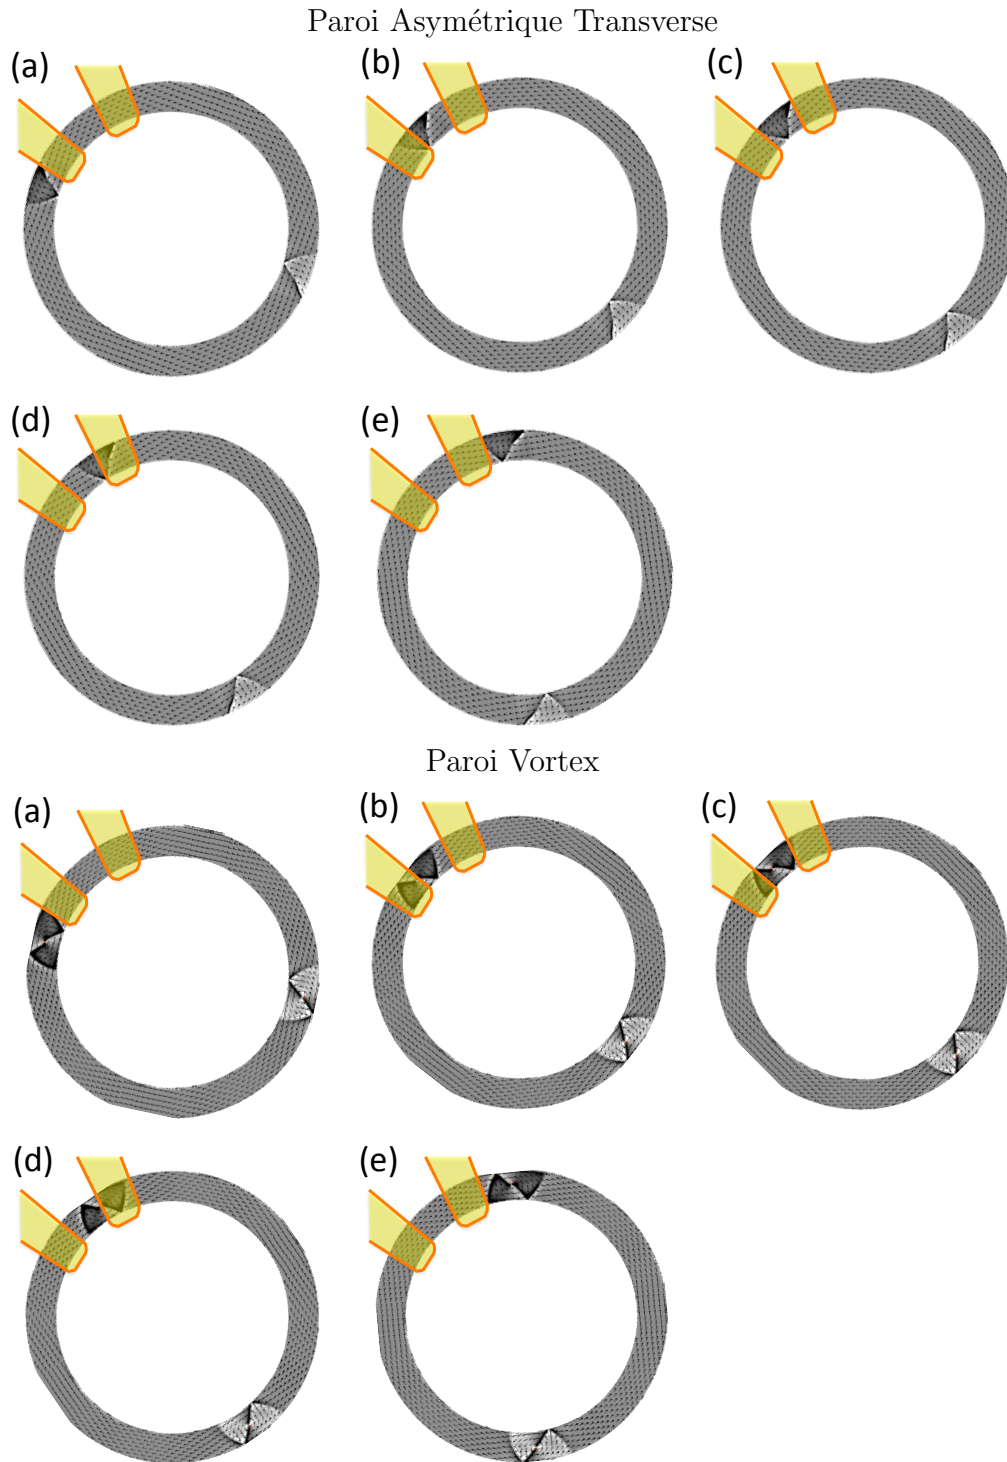 Paroi Asymétrique Transverse
(a) (b) (c)
(d) (e)
Paroi Vortex
(a) (b) (c)
(d) (e)